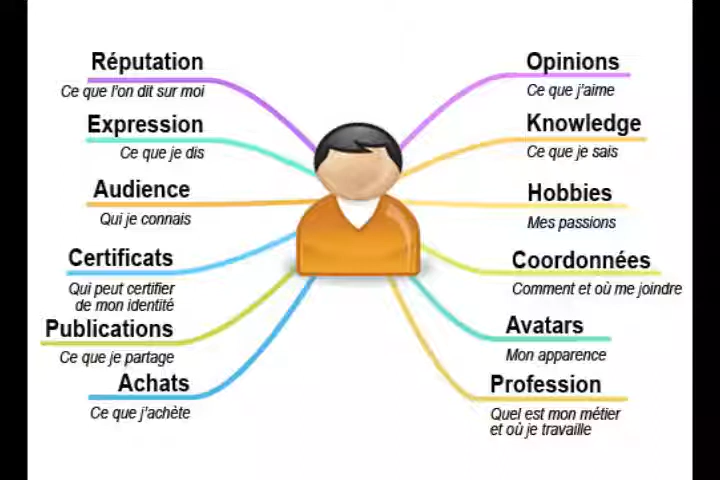 Réputation
Ce que l'on dit sur moi
Expression
Ce que je dis
Audience
Qui je connais
Certificats
Qui peut certifier
de mon identité
Publications
Ce que je partage
Achats
Ce que j'achète
Opinions
Ce que j'aime
Knowledge
Ce que je sais
Hobbies
Mes passions
Coordonnées
Comment et où me joindre
Avatars
Mon apparence
Profession
Quel est mon métier
et où je travaille